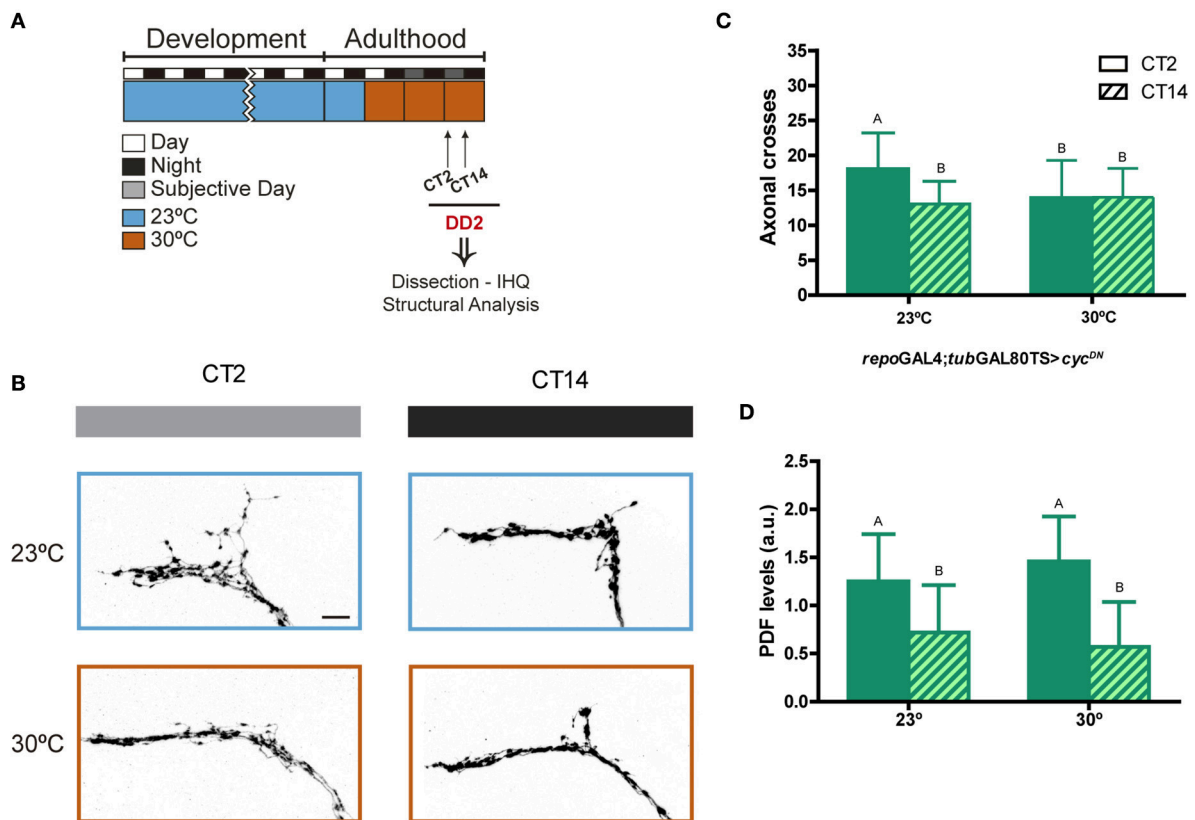 A
Development Adulthood
Day
Night
Subjective Day
23ºC
30ºC
CT2 CT14
DD2
Dissection - IHQ
Structural Analysis
B
CT2 CT14
23ºC
30ºC
C
Axonal crosses
35
30
25
20
15
10
5
0
CT2
CT14
A
B
B
B
23ºC 30ºC
repoGAL4;tubGAL80TS>cycDN
D
PDF levels (a.u.)
2.5
2.0
1.5
1.0
0.5
0.0
A
B
A
B
23º 30º